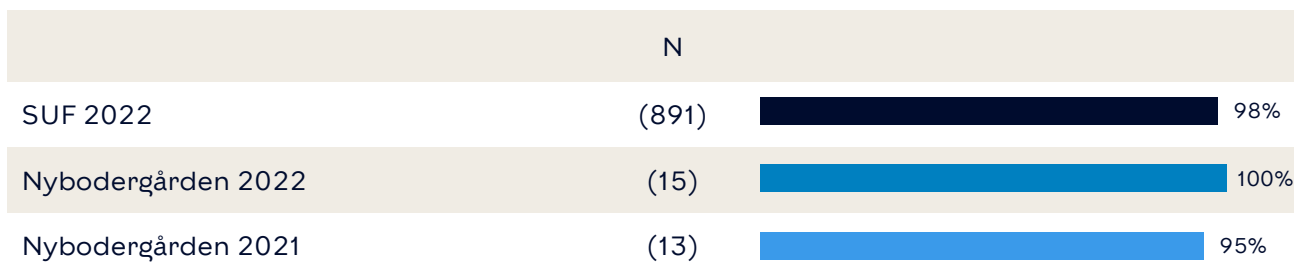 N
SUF 2022 (891) 98%
Nybodergården 2022 (15) 100%
Nybodergården 2021 (13) 95%